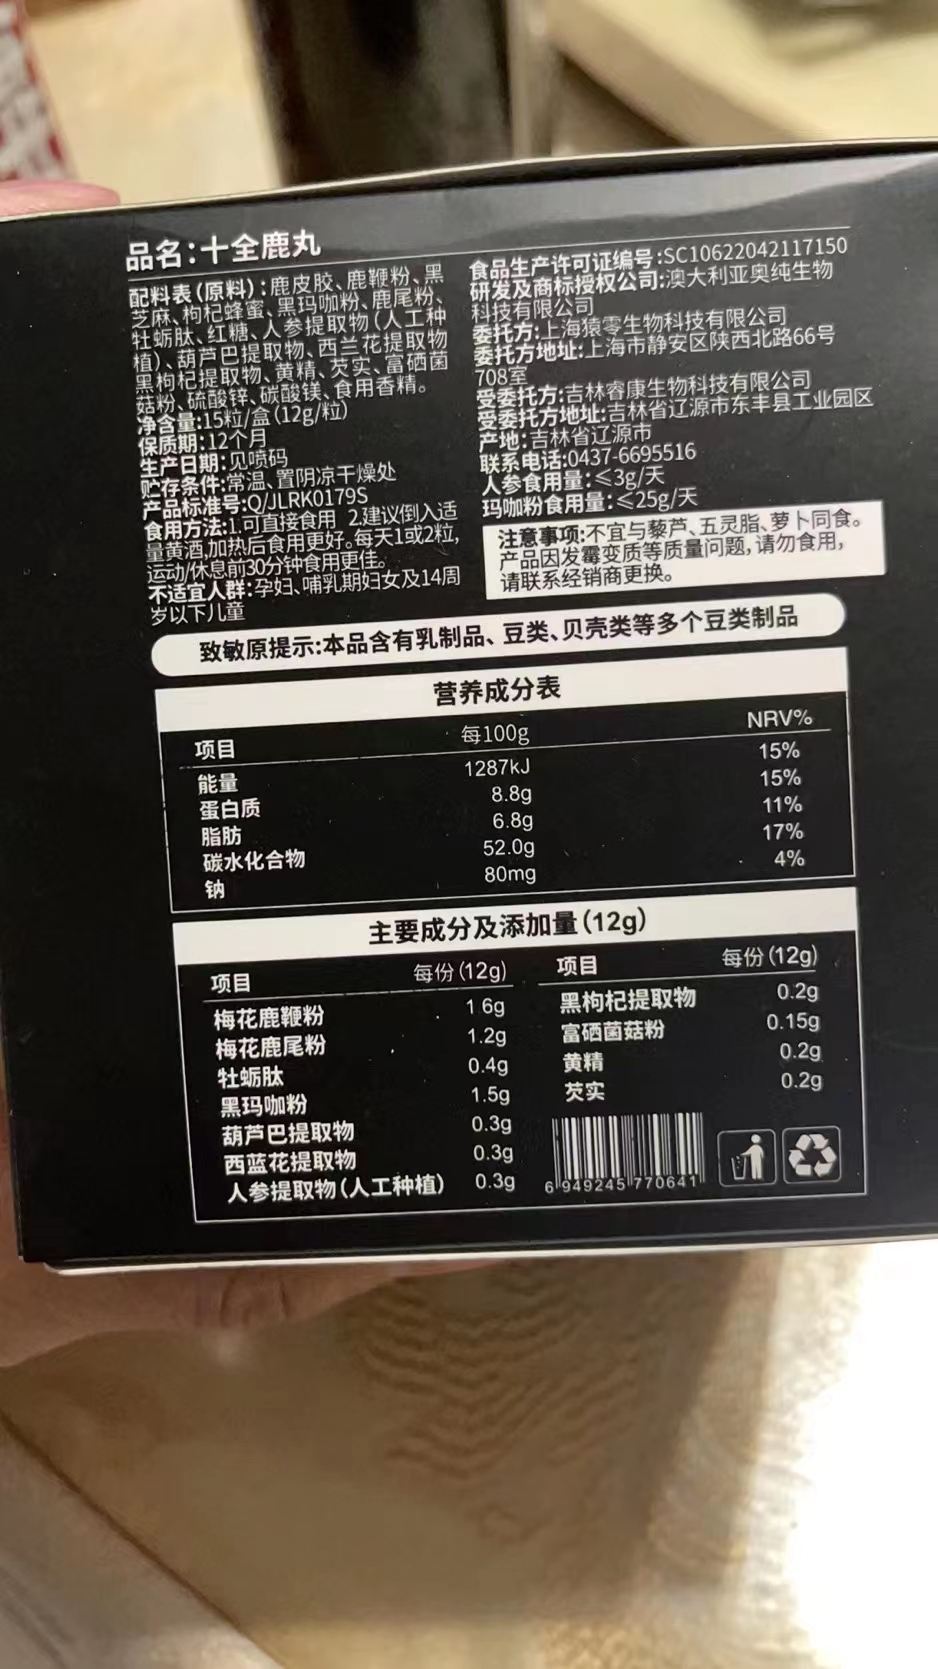 品名:十全鹿丸
配料表(原料):鹿皮胶、鹿鞭粉、黑
芝麻、枸杞蜂蜜、黑玛咖粉、鹿尾粉、
牡蛎肽、红糖、人参提取物(人工种
植)、葫芦巴提取物、西兰花提取物
黑枸杞提取物、黄精、芡实、富硒菌
菇粉、硫酸锌、碳酸镁、食用香精。
净含量:15粒/盒(12g/粒)
保质期:12个月
生产日期:见喷码
贮存条件:常温、置阴凉干燥处
产品标准号:Q/JLRK0179S
食用方法:1.可直接食用 2.建议倒入适
量黄酒,加热后食用更好。每天1或2粒,
运动/休息前30分钟食用更佳。
不适宜人群:孕妇、哺乳期妇女及14周
岁以下儿童
食品生产许可证编号:SC10622042117150
研发及商标授权公司:澳大利亚奥纯生物
科技有限公司
委托方:上海猿零生物科技有限公司
委托方地址:上海市静安区陕西北路66号
708室
受委托方:吉林睿康生物科技有限公司
受委托方地址:吉林省辽源市东丰县工业园区
产地:吉林省辽源市
联系电话:0437-6695516
人参食用量:≤3g/天
玛咖粉食用量:≤25g/天
注意事项:不宜与藜芦、五灵脂、萝卜同食。
产品因发霉变质等质量问题,请勿食用,
请联系经销商更换。
致敏原提示:本品含有乳制品、豆类、贝壳类等多个豆类制品
营养成分表
项目 每100g NRV%
能量 1287kJ 15%
蛋白质 8.8g 15%
脂肪 6.8g 11%
碳水化合物 52.0g 17%
钠 80mg 4%
主要成分及添加量(12g)
项目 每份(12g) 项目 每份(12g)
梅花鹿鞭粉 1 6g 黑枸杞提取物 0.2g
梅花鹿尾粉 1.2g 富硒菌菇粉 0.15g
牡蛎肽 0.4g 黄精 0.2g
黑玛咖粉 1.5g 芡实 0.2g
葫芦巴提取物 0.3g
西蓝花提取物 0.3g
人参提取物(人工种植) 0.3g
6 949245 770641